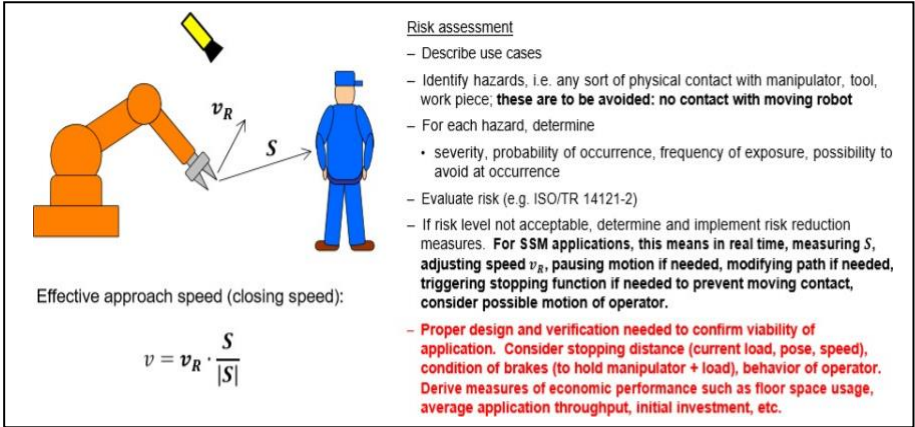 Risk assessment
– Describe use cases
– Identify hazards, i.e. any sort of physical contact with manipulator, tool,
work piece; these are to be avoided: no contact with moving robot
– For each hazard, determine
• severity, probability of occurrence, frequency of exposure, possibility to
avoid at occurrence
– Evaluate risk (e.g. ISO/TR 14121-2)
– If risk level not acceptable, determine and implement risk reduction
measures. For SSM applications, this means in real time, measuring S,
adjusting speed v_R, pausing motion if needed, modifying path if needed,
triggering stopping function if needed to prevent moving contact,
consider possible motion of operator.
– Proper design and verification needed to confirm viability of
application. Consider stopping distance (current load, pose, speed),
condition of brakes (to hold manipulator + load), behavior of operator.
Derive measures of economic performance such as floor space usage,
average application throughput, initial investment, etc.
v_R
S
Effective approach speed (closing speed):
v = v_R · S/|S|